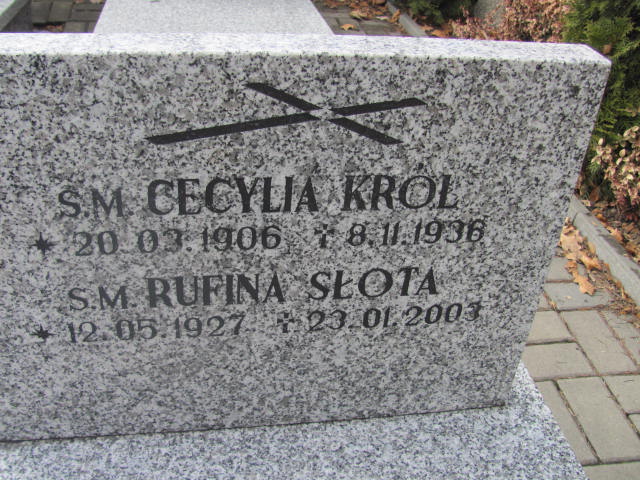 S.M. CECYLIA KRÓL
* 20.03.1906 ✝ 8.11.1936
S.M. RUFINA SŁOTA
* 12.05.1927 ✝ 23.01.2003